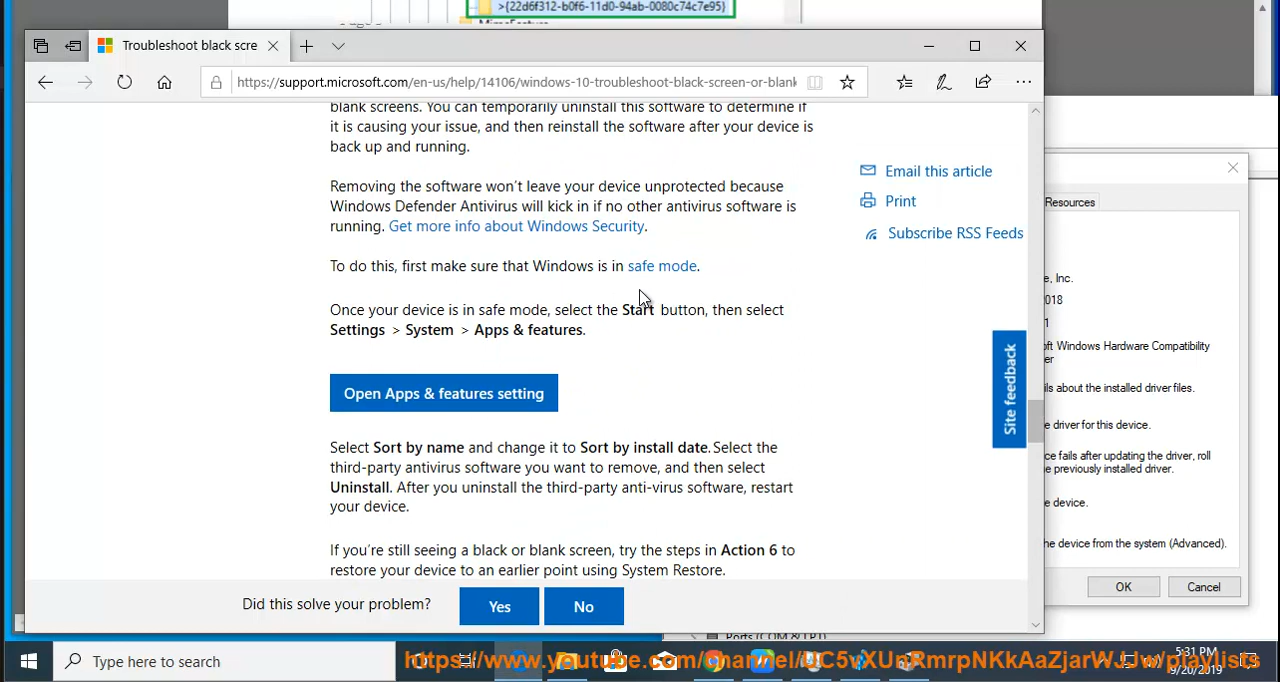 >{22d6f312-b0f6-11d0-94ab-0080c74c7e95}
Troubleshoot black scre
https://support.microsoft.com/en-us/help/14106/windows-10-troubleshoot-black-screen-or-blank
blank screens. You can temporarily uninstall this software to determine if
it is causing your issue, and then reinstall the software after your device is
back up and running.
Removing the software won't leave your device unprotected because
Windows Defender Antivirus will kick in if no other antivirus software is
running. Get more info about Windows Security.
To do this, first make sure that Windows is in safe mode.
Once your device is in safe mode, select the Start button, then select
Settings > System > Apps & features.
Open Apps & features setting
Select Sort by name and change it to Sort by install date. Select the
third-party antivirus software you want to remove, and then select
Uninstall. After you uninstall the third-party anti-virus software, restart
your device.
If you're still seeing a black or blank screen, try the steps in Action 6 to
restore your device to an earlier point using System Restore.
Did this solve your problem?
Yes
No
Email this article
Print
Subscribe RSS Feeds
Site feedback
Resources
e, Inc.
018
1
oft Windows Hardware Compatibility
er
ils about the installed driver files.
e driver for this device.
ce fails after updating the driver, roll
e previously installed driver.
e device.
he device from the system (Advanced).
OK
Cancel
Ports (COM & LPT)
Type here to search
5:31 PM
9/20/2019